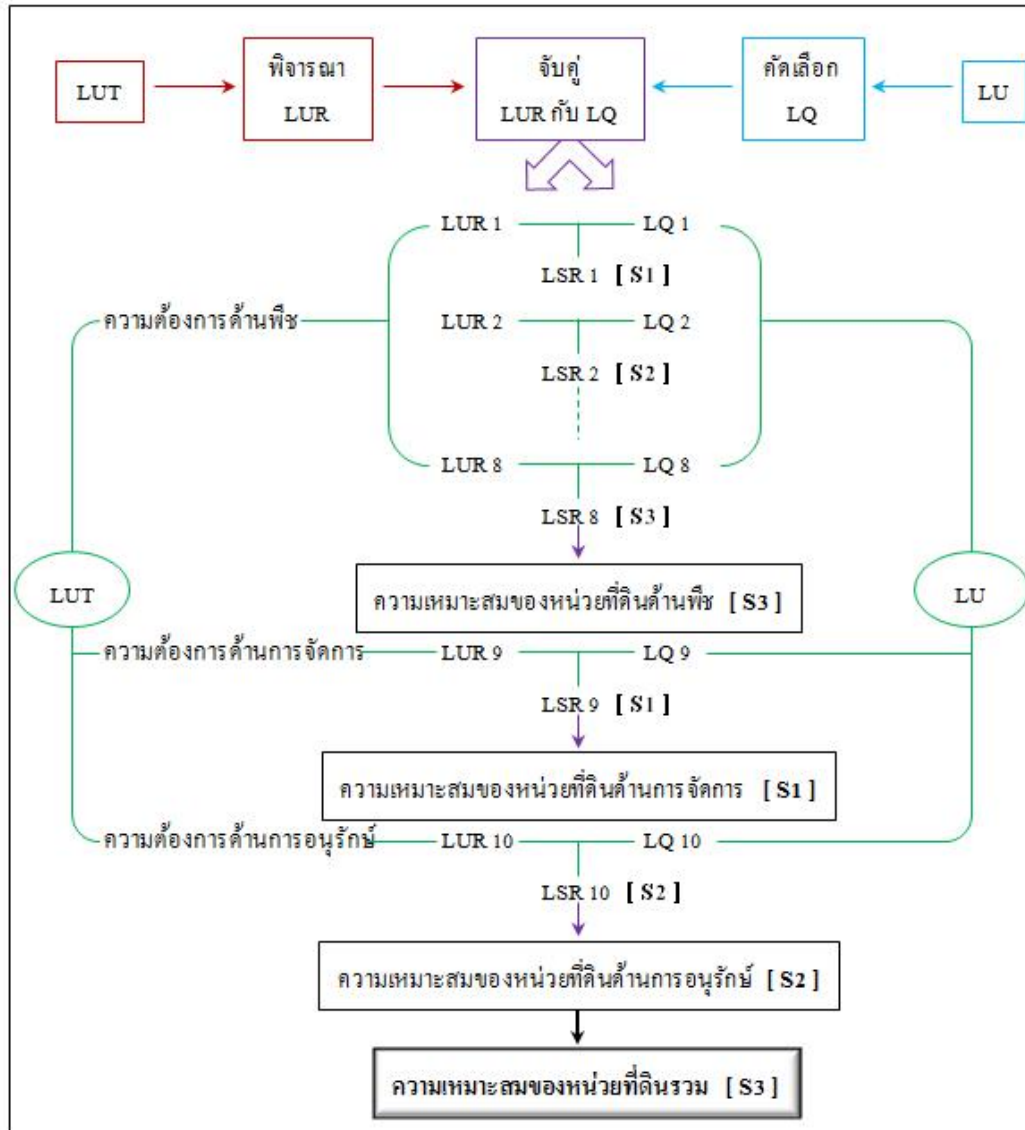 LUT
พิจารณา
LUR
จับคู่
LUR กับ LQ
คัดเลือก
LQ
LU
LUR 1
LQ 1
LSR 1 [ S1 ]
ความต้องการด้านพืช
LUR 2
LQ 2
LSR 2 [ S2 ]
LUR 8
LQ 8
LSR 8 [ S3 ]
LUT
LU
ความเหมาะสมของหน่วยที่ดินด้านพืช [ S3 ]
ความต้องการด้านการจัดการ
LUR 9
LQ 9
LSR 9 [ S1 ]
ความเหมาะสมของหน่วยที่ดินด้านการจัดการ [ S1 ]
ความต้องการด้านการอนุรักษ์
LUR 10
LQ 10
LSR 10 [ S2 ]
ความเหมาะสมของหน่วยที่ดินด้านการอนุรักษ์ [ S2 ]
ความเหมาะสมของหน่วยที่ดินรวม [ S3 ]